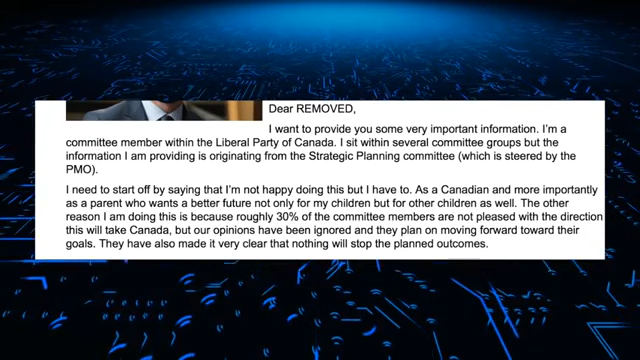 Dear REMOVED,
I want to provide you some very important information. I'm a
committee member within the Liberal Party of Canada. I sit within several committee groups but the
information I am providing is originating from the Strategic Planning committee (which is steered by the
PMO).
I need to start off by saying that I'm not happy doing this but I have to. As a Canadian and more importantly
as a parent who wants a better future not only for my children but for other children as well. The other
reason I am doing this is because roughly 30% of the committee members are not pleased with the direction
this will take Canada, but our opinions have been ignored and they plan on moving forward toward their
goals. They have also made it very clear that nothing will stop the planned outcomes.